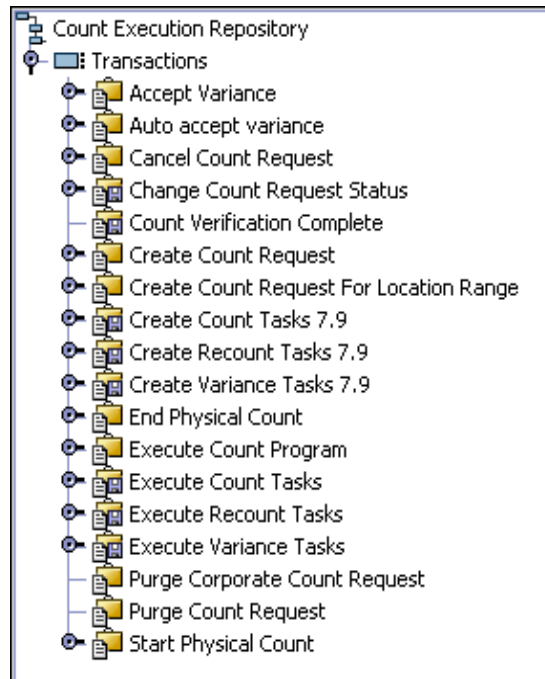 Count Execution Repository
Transactions
Accept Variance
Auto accept variance
Cancel Count Request
Change Count Request Status
Count Verification Complete
Create Count Request
Create Count Request For Location Range
Create Count Tasks 7.9
Create Recount Tasks 7.9
Create Variance Tasks 7.9
End Physical Count
Execute Count Program
Execute Count Tasks
Execute Recount Tasks
Execute Variance Tasks
Purge Corporate Count Request
Purge Count Request
Start Physical Count